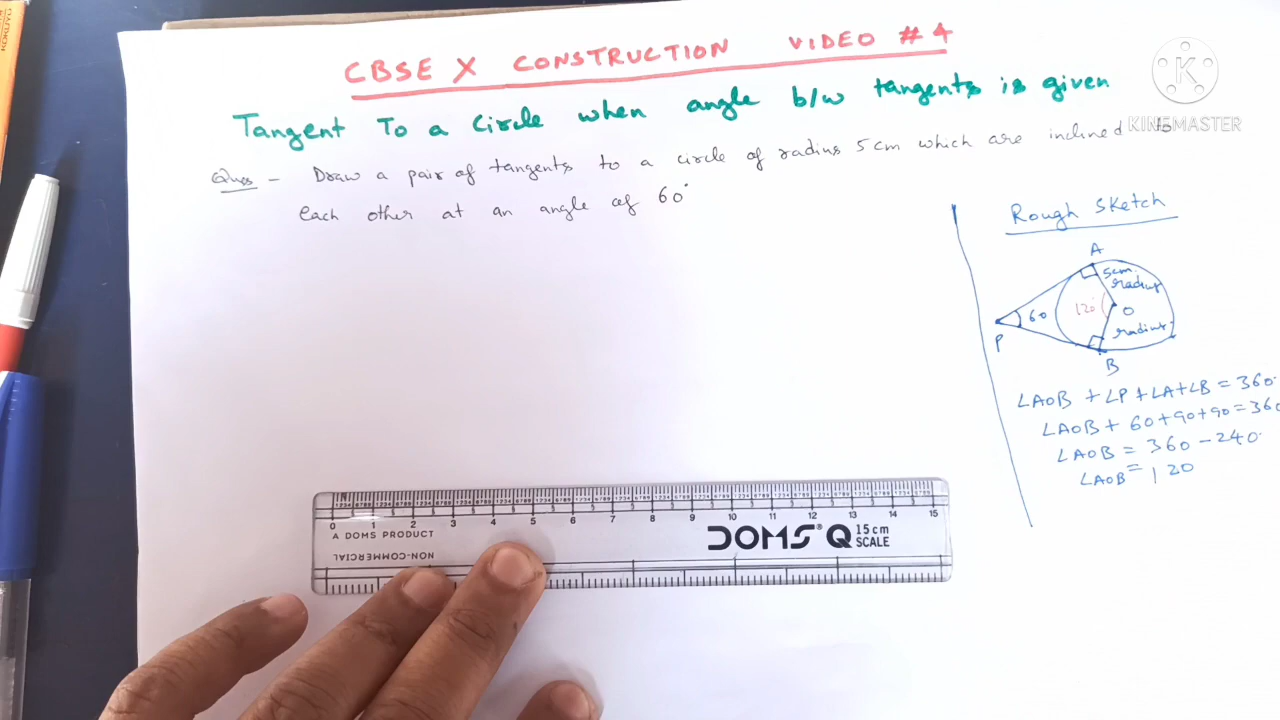 CBSE X CONSTRUCTION VIDEO #4
Tangent To a Circle when angle b/w tangents is given
Ques - Draw a pair of tangents to a circle of radius 5cm which are inclined to
each other at an angle of 60°
K
KINEMASTER
Rough Sketch
A
5cm.
radius
60
120°
O
radius
P
B
∠AOB + ∠P + ∠A + ∠B = 360
∠AOB + 60 + 90 + 90 = 360
∠AOB = 360 - 240
∠AOB = 120
0 1 2 3 4 5 6 7 8 9 10 11 12 13 14 15
A DOMS PRODUCT
NON-COMMERCIAL
DOMS® Q 15cm SCALE
KOKUYO